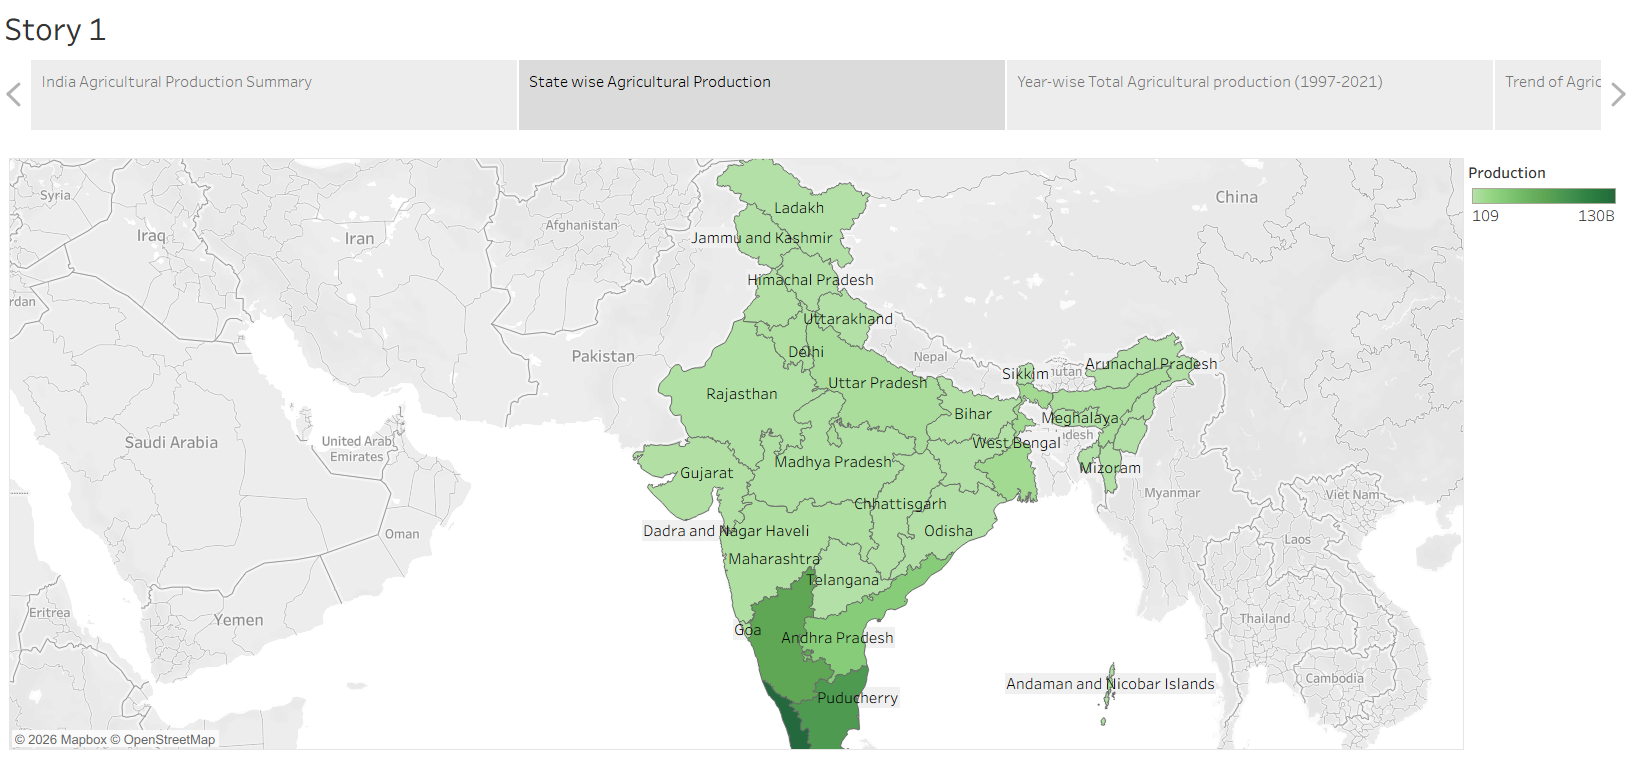 Story 1
India Agricultural Production Summary
State wise Agricultural Production
Year-wise Total Agricultural production (1997-2021)
Trend of Agric
Production
109 130B
Syria
Iraq
Iran
Afghanistan
rdan
Pakistan
Saudi Arabia
United Arab
Emirates
Oman
Yemen
Eritrea
China
Nepal
utan
desh
Myanmar
Viet Nam
Laos
Thailand
Cambodia
Ladakh
Jammu and Kashmir
Himachal Pradesh
Uttarakhand
Delhi
Rajasthan
Uttar Pradesh
Sikkim
Arunachal Pradesh
Bihar
Meghalaya
West Bengal
Mizoram
Madhya Pradesh
Gujarat
Chhattisgarh
Dadra and Nagar Haveli
Odisha
Maharashtra
Telangana
Goa
Andhra Pradesh
Puducherry
Andaman and Nicobar Islands
© 2026 Mapbox © OpenStreetMap